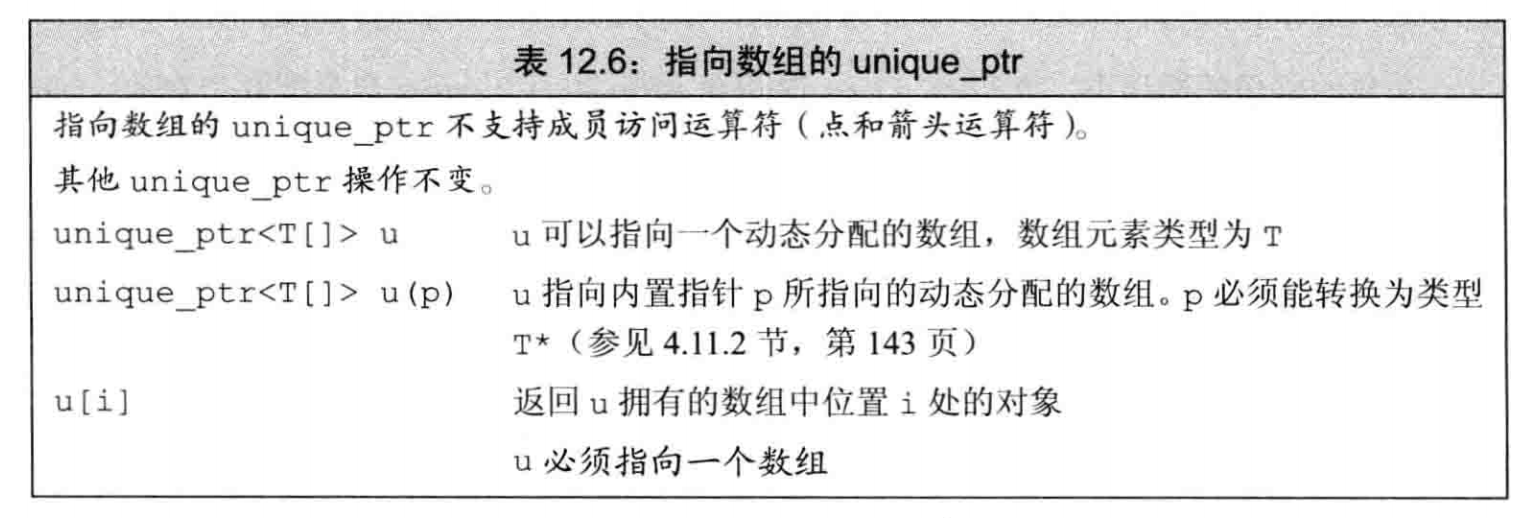 表 12.6：指向数组的 unique_ptr
指向数组的 unique_ptr 不支持成员访问运算符（点和箭头运算符）。
其他 unique_ptr 操作不变。
unique_ptr<T[]> u u 可以指向一个动态分配的数组，数组元素类型为 T
unique_ptr<T[]> u(p) u 指向内置指针 p 所指向的动态分配的数组。p 必须能转换为类型
T*（参见 4.11.2 节，第 143 页）
u[i] 返回 u 拥有的数组中位置 i 处的对象
u 必须指向一个数组